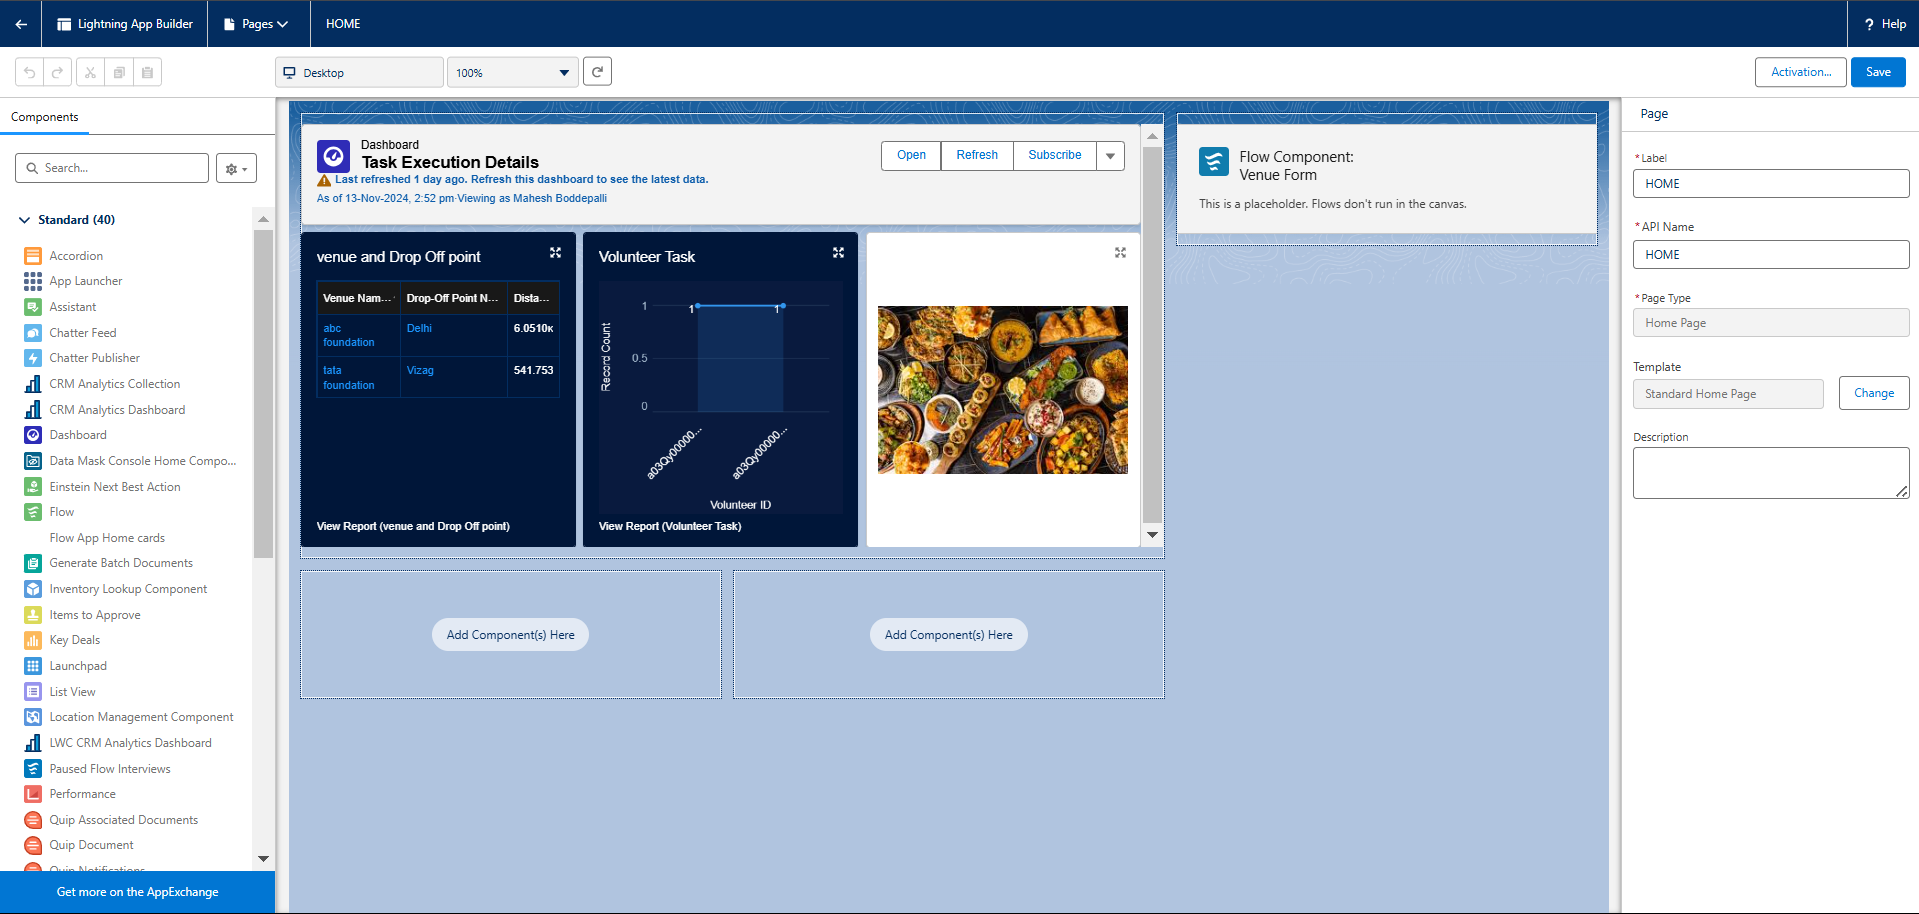 Lightning App Builder
Pages
HOME
? Help
Desktop
100%
Activation...
Save
Components
Search...
Standard (40)
Accordion
App Launcher
Assistant
Chatter Feed
Chatter Publisher
CRM Analytics Collection
CRM Analytics Dashboard
Dashboard
Data Mask Console Home Compo...
Einstein Next Best Action
Flow
Flow App Home cards
Generate Batch Documents
Inventory Lookup Component
Items to Approve
Key Deals
Launchpad
List View
Location Management Component
LWC CRM Analytics Dashboard
Paused Flow Interviews
Performance
Quip Associated Documents
Quip Document
Quip Notifications
Get more on the AppExchange
Dashboard
Task Execution Details
Last refreshed 1 day ago. Refresh this dashboard to see the latest data.
As of 13-Nov-2024, 2:52 pm·Viewing as Mahesh Boddepalli
Open
Refresh
Subscribe
venue and Drop Off point
Venue Nam... Drop-Off Point N... Dista...
abc foundation Delhi 6.0510K
tata foundation Vizag 541.753
View Report (venue and Drop Off point)
Volunteer Task
Record Count
1
0.5
0
1
1
a03Qy00000...
a03Qy00000...
Volunteer ID
View Report (Volunteer Task)
Flow Component:
Venue Form
This is a placeholder. Flows don't run in the canvas.
Add Component(s) Here
Add Component(s) Here
Page
*Label
HOME
*API Name
HOME
*Page Type
Home Page
Template
Standard Home Page
Change
Description